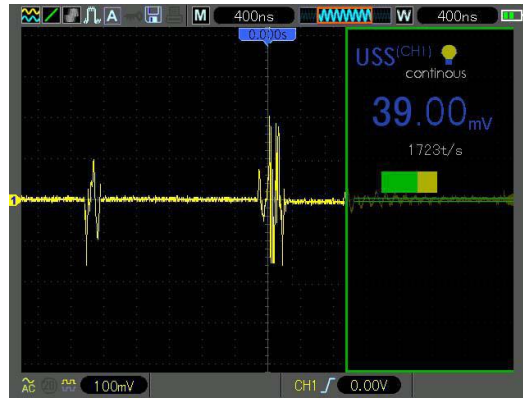 A M 400ns W 400ns
0.000s
USS(CH1)
continous
39.00mV
1723t/s
1
AC 100mV CH1 0.00V